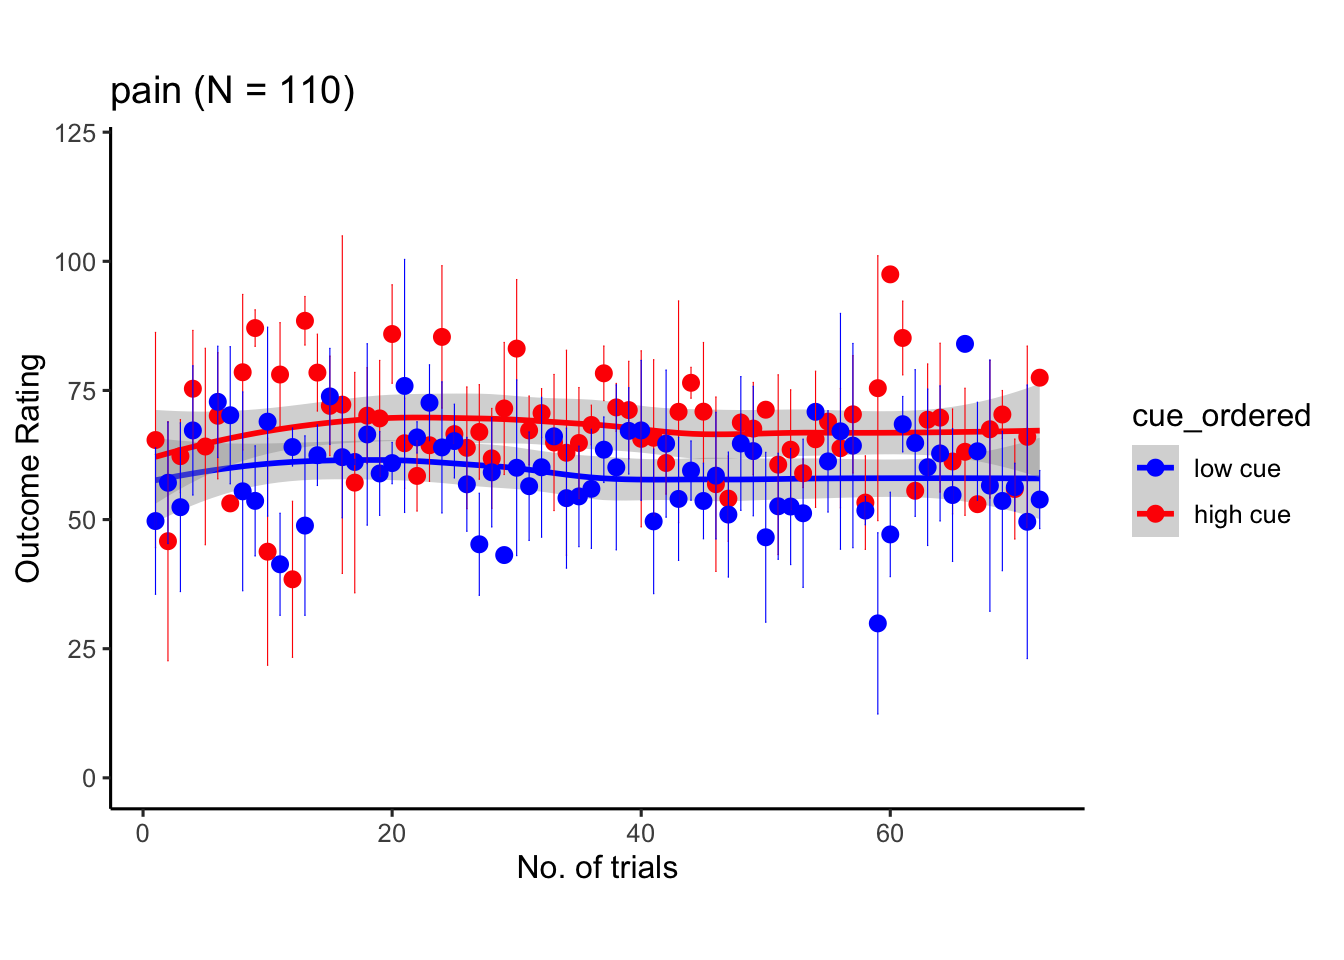 pain (N = 110)
125
100
75
50
25
0
Outcome Rating
0 20 40 60
No. of trials
cue_ordered
low cue
high cue